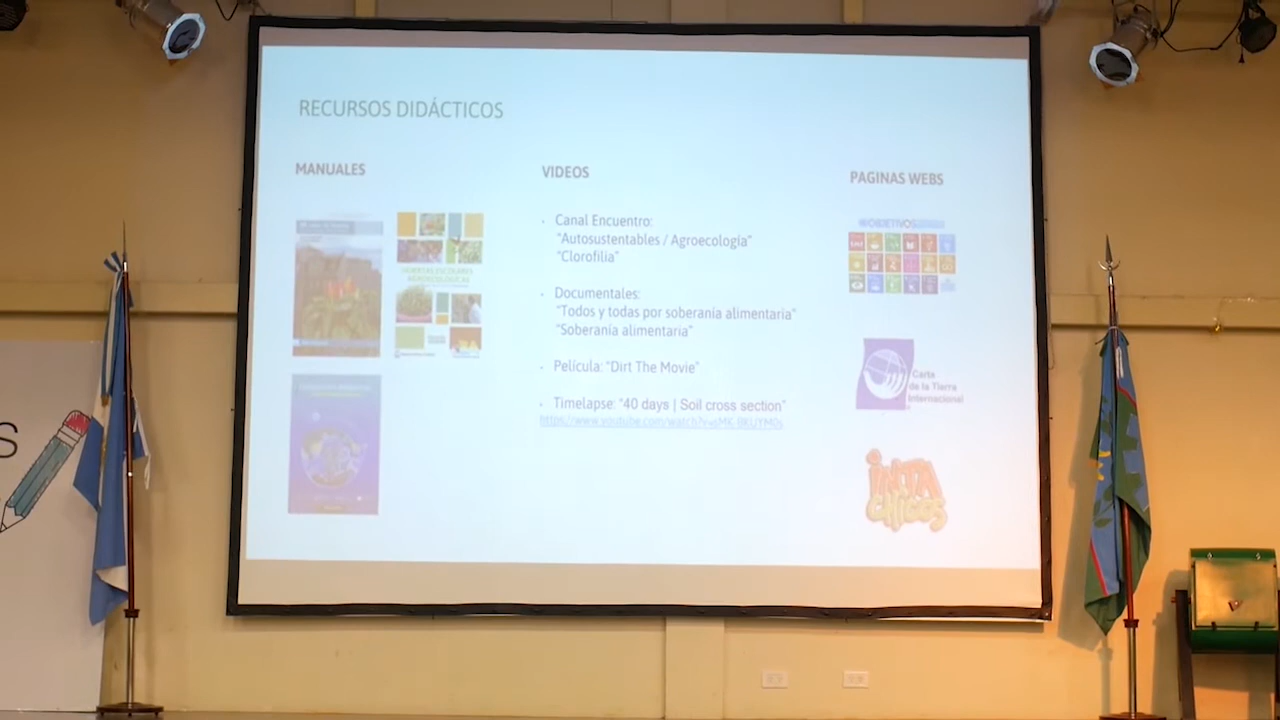 RECURSOS DIDÁCTICOS
MANUALES
HUERTAS ESCOLARES
AGROECOLÓGICAS
VIDEOS
• Canal Encuentro:
"Autosustentables / Agroecología"
"Clorofilia"
• Documentales:
"Todos y todas por soberanía alimentaria"
"Soberanía alimentaria"
• Película: "Dirt The Movie"
• Timelapse: "40 days | Soil cross section"
PAGINAS WEBS
OBJETIVOS
Carta
de la Tierra
Internacional
INTA
CHICOS
S